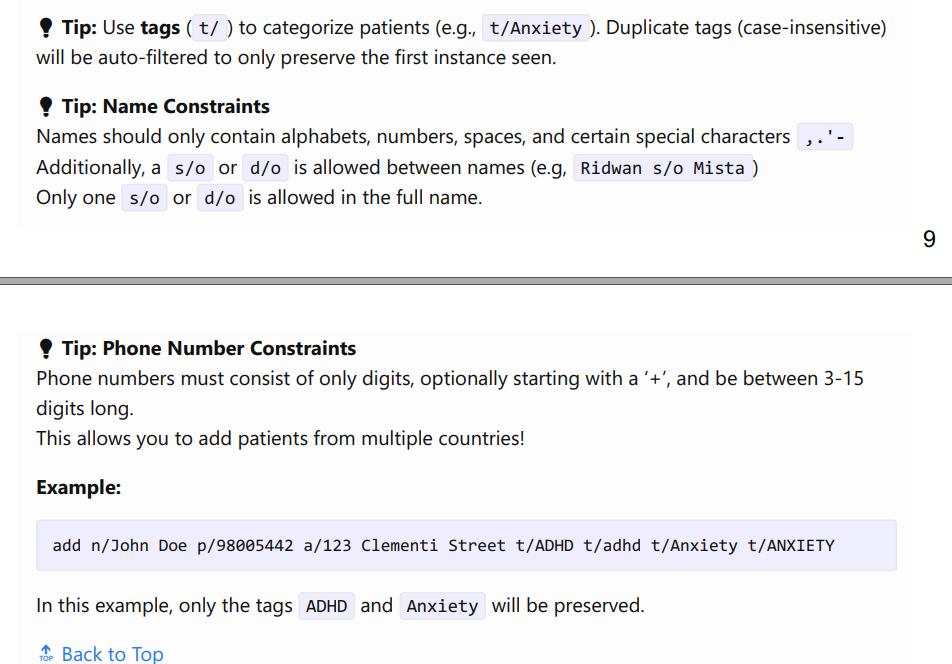 Tip: Use tags ( t/ ) to categorize patients (e.g., t/Anxiety ). Duplicate tags (case-insensitive)
will be auto-filtered to only preserve the first instance seen.
Tip: Name Constraints
Names should only contain alphabets, numbers, spaces, and certain special characters ,.'-
Additionally, a s/o or d/o is allowed between names (e.g, Ridwan s/o Mista )
Only one s/o or d/o is allowed in the full name.
9
Tip: Phone Number Constraints
Phone numbers must consist of only digits, optionally starting with a ‘+’, and be between 3-15
digits long.
This allows you to add patients from multiple countries!
Example:
add n/John Doe p/98005442 a/123 Clementi Street t/ADHD t/adhd t/Anxiety t/ANXIETY
In this example, only the tags ADHD and Anxiety will be preserved.
TOP Back to Top